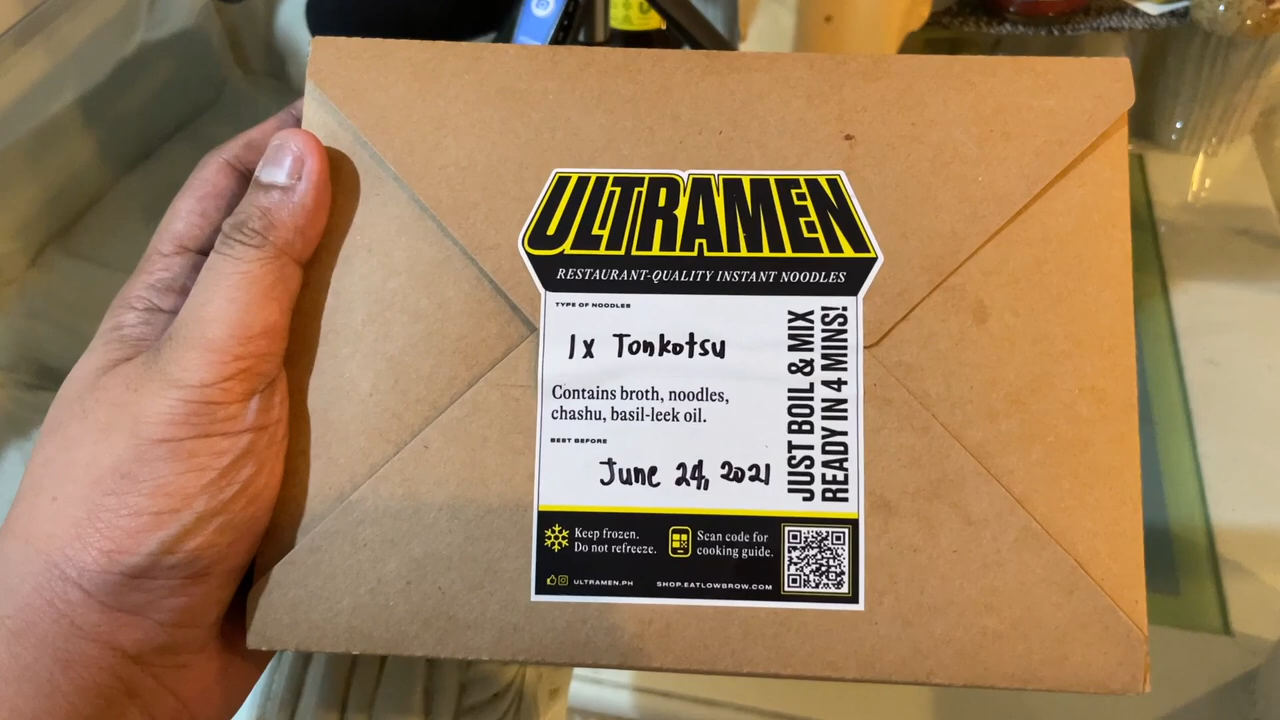 ULTRAMEN
RESTAURANT-QUALITY INSTANT NOODLES
TYPE OF NOODLES
1x Tonkotsu
Contains broth, noodles,
chashu, basil-leek oil.
BEST BEFORE
June 24, 2021
JUST BOIL & MIX
READY IN 4 MINS!
Keep frozen.
Do not refreeze.
Scan code for
cooking guide.
ULTRAMEN.PH
SHOP.EATLOWBROW.COM